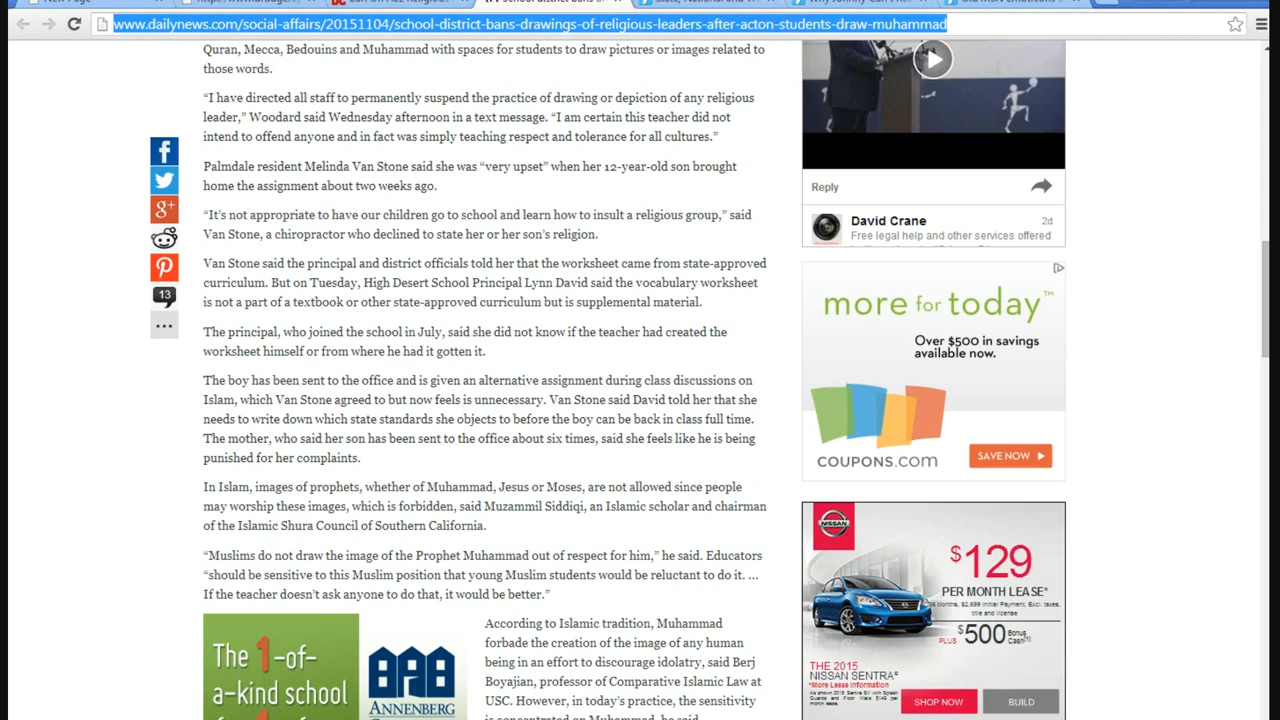 www.dailynews.com/social-affairs/20151104/school-district-bans-drawings-of-religious-leaders-after-acton-students-draw-muhammad
Quran, Mecca, Bedouins and Muhammad with spaces for students to draw pictures or images related to
those words.
“I have directed all staff to permanently suspend the practice of drawing or depiction of any religious
leader,” Woodard said Wednesday afternoon in a text message. “I am certain this teacher did not
intend to offend anyone and in fact was simply teaching respect and tolerance for all cultures.”
Palmdale resident Melinda Van Stone said she was “very upset” when her 12-year-old son brought
home the assignment about two weeks ago.
“It’s not appropriate to have our children go to school and learn how to insult a religious group,” said
Van Stone, a chiropractor who declined to state her or her son’s religion.
Van Stone said the principal and district officials told her that the worksheet came from state-approved
curriculum. But on Tuesday, High Desert School Principal Lynn David said the vocabulary worksheet
is not a part of a textbook or other state-approved curriculum but is supplemental material.
The principal, who joined the school in July, said she did not know if the teacher had created the
worksheet himself or from where he had it gotten it.
The boy has been sent to the office and is given an alternative assignment during class discussions on
Islam, which Van Stone agreed to but now feels is unnecessary. Van Stone said David told her that she
needs to write down which state standards she objects to before the boy can be back in class full time.
The mother, who said her son has been sent to the office about six times, said she feels like he is being
punished for her complaints.
In Islam, images of prophets, whether of Muhammad, Jesus or Moses, are not allowed since people
may worship these images, which is forbidden, said Muzammil Siddiqi, an Islamic scholar and chairman
of the Islamic Shura Council of Southern California.
“Muslims do not draw the image of the Prophet Muhammad out of respect for him,” he said. Educators
“should be sensitive to this Muslim position that young Muslim students would be reluctant to do it. ...
If the teacher doesn’t ask anyone to do that, it would be better.”
According to Islamic tradition, Muhammad
forbade the creation of the image of any human
being in an effort to discourage idolatry, said Berj
Boyajian, professor of Comparative Islamic Law at
USC. However, in today’s practice, the sensitivity
is concentrated on Muhammad, he said.
The 1-of-
a-kind school
ANNENBERG
13
Reply
David Crane 2d
Free legal help and other services offered
more for today™
Over $500 in savings
available now.
COUPONS.com
SAVE NOW
NISSAN
$129
PER MONTH LEASE*
PLUS $500 Bonus
Cash
THE 2015
NISSAN SENTRA®
*More Lease Information
SHOP NOW
BUILD